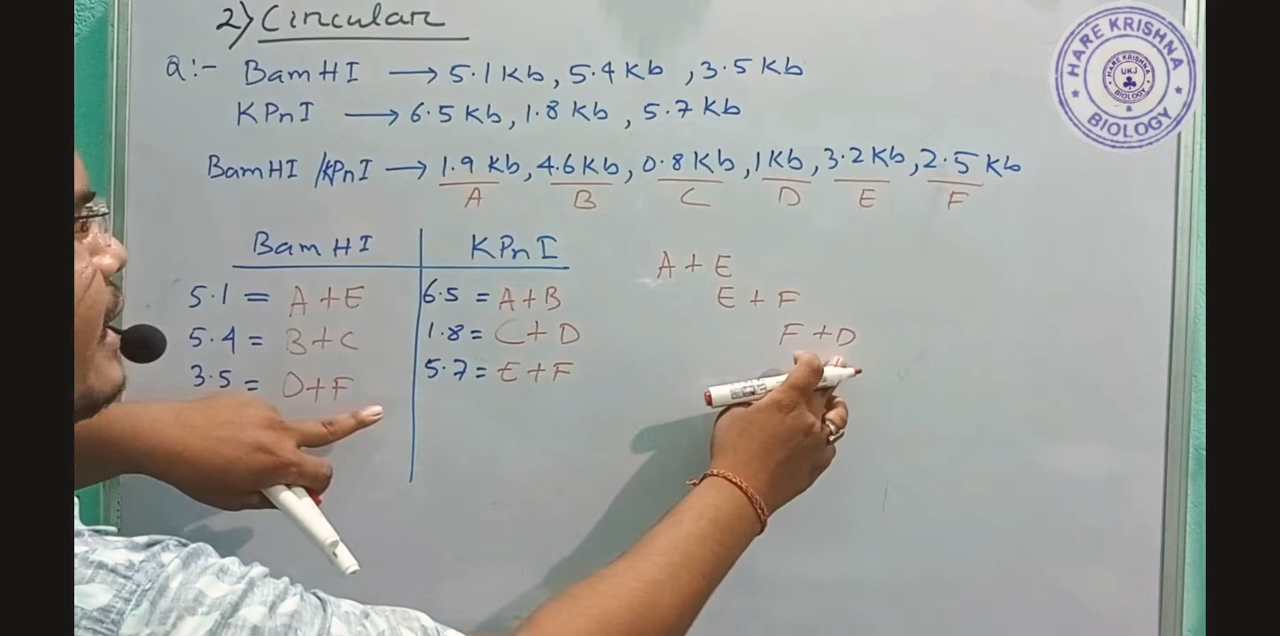 2) Circular
Q:- BamHI → 5.1 Kb, 5.4 Kb, 3.5 Kb
KPnI → 6.5 Kb, 1.8 Kb, 5.7 Kb
BamHI /KPnI → 1.9 Kb, 4.6 Kb, 0.8 Kb, 1 Kb, 3.2 Kb, 2.5 Kb
A B C D E F
BamHI KPnI
5.1 = A+E 6.5 = A+B
5.4 = B+C 1.8 = C+D
3.5 = D+F 5.7 = E+F
A+E
E+F
F+D
HARE KRISHNA
BIOLOGY
HARE KRISHNA
UKJ
BIOLOGY